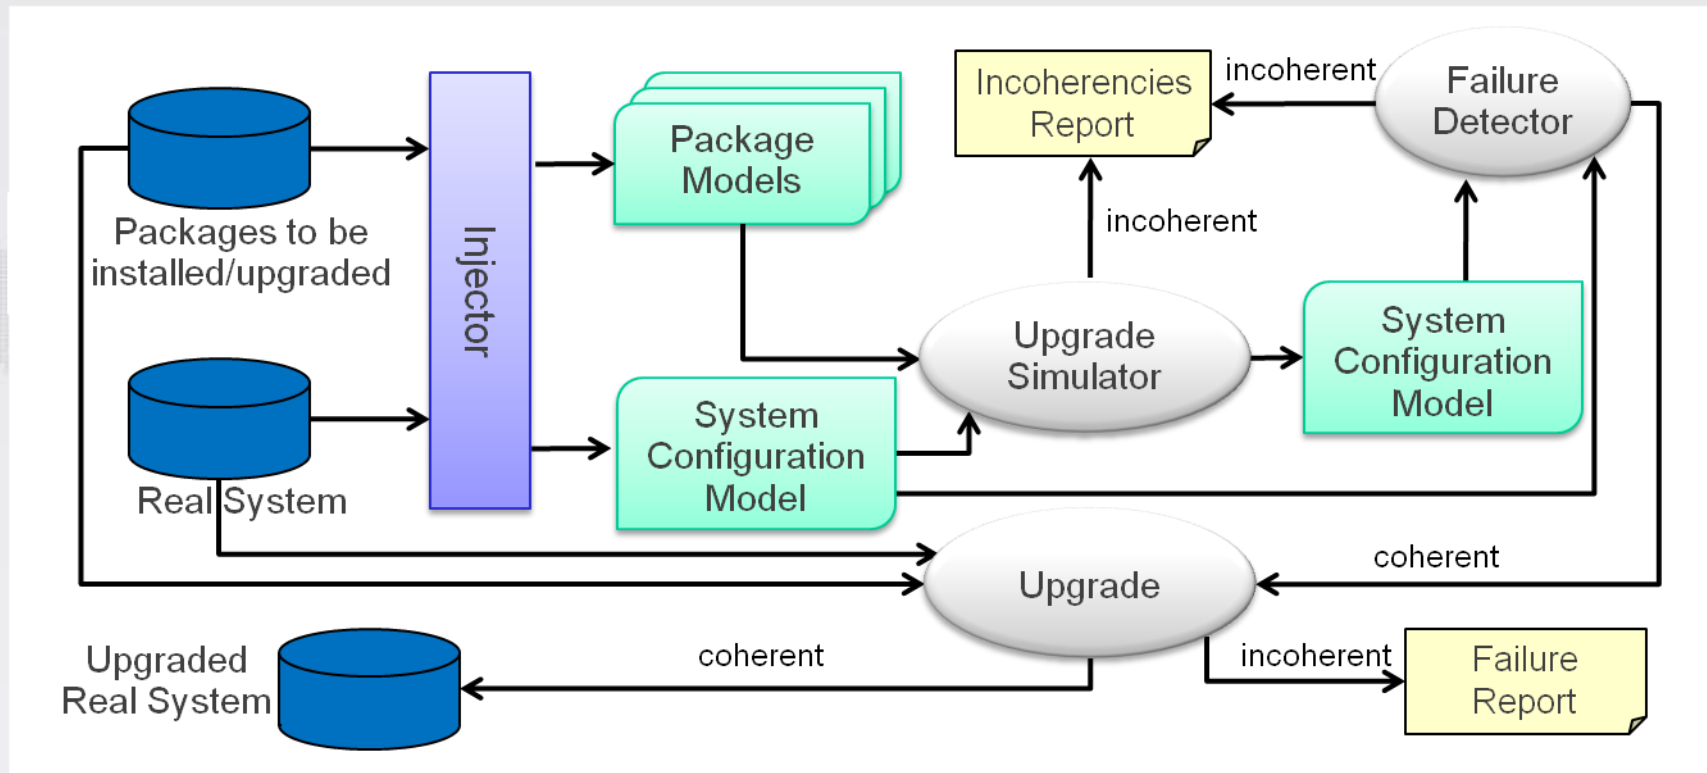 Packages to be
installed/upgraded
Real System
Injector
Package
Models
System
Configuration
Model
Incoherencies
Report
incoherent
Failure
Detector
incoherent
Upgrade
Simulator
System
Configuration
Model
coherent
Upgrade
Upgraded
Real System
coherent
incoherent
Failure
Report